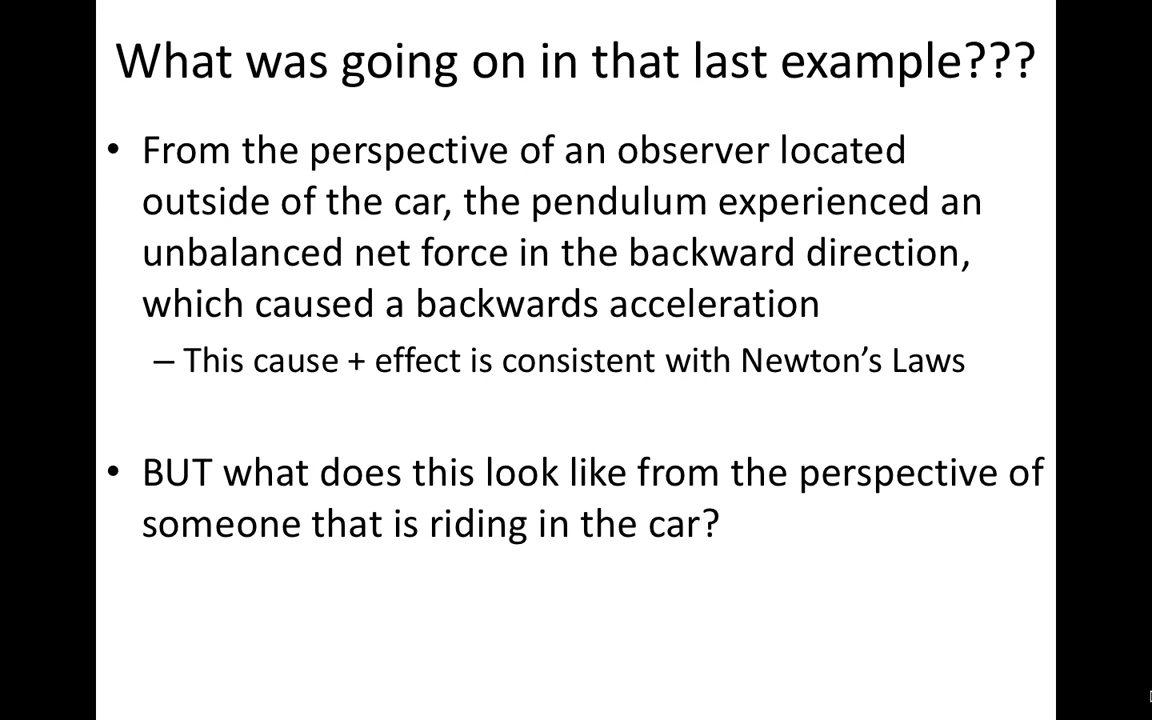 What was going on in that last example???
• From the perspective of an observer located
outside of the car, the pendulum experienced an
unbalanced net force in the backward direction,
which caused a backwards acceleration
– This cause + effect is consistent with Newton’s Laws
• BUT what does this look like from the perspective of
someone that is riding in the car?